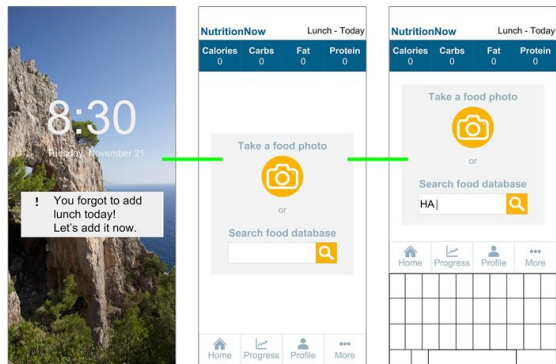 8:30
Tuesday, November 21
! You forgot to add
lunch today!
Let's add it now.
NutritionNow Lunch - Today
Calories Carbs Fat Protein
0 0 0 0
Take a food photo
or
Search food database
Home Progress Profile More
NutritionNow Lunch - Today
Calories Carbs Fat Protein
0 0 0 0
Take a food photo
or
Search food database
HA
Home Progress Profile More